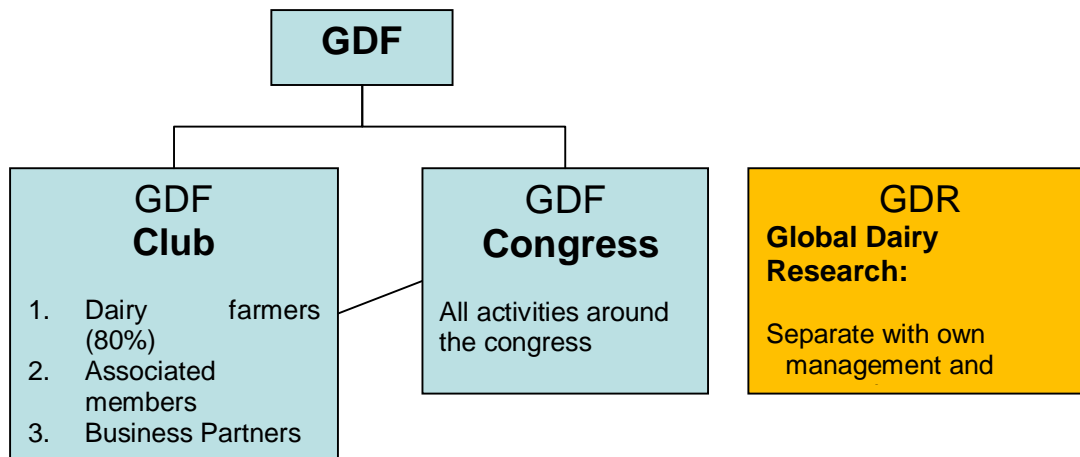 GDF
GDF
Club
1. Dairy farmers
(80%)
2. Associated
members
3. Business Partners
GDF
Congress
All activities around
the congress
GDR
Global Dairy
Research:
Separate with own
management and